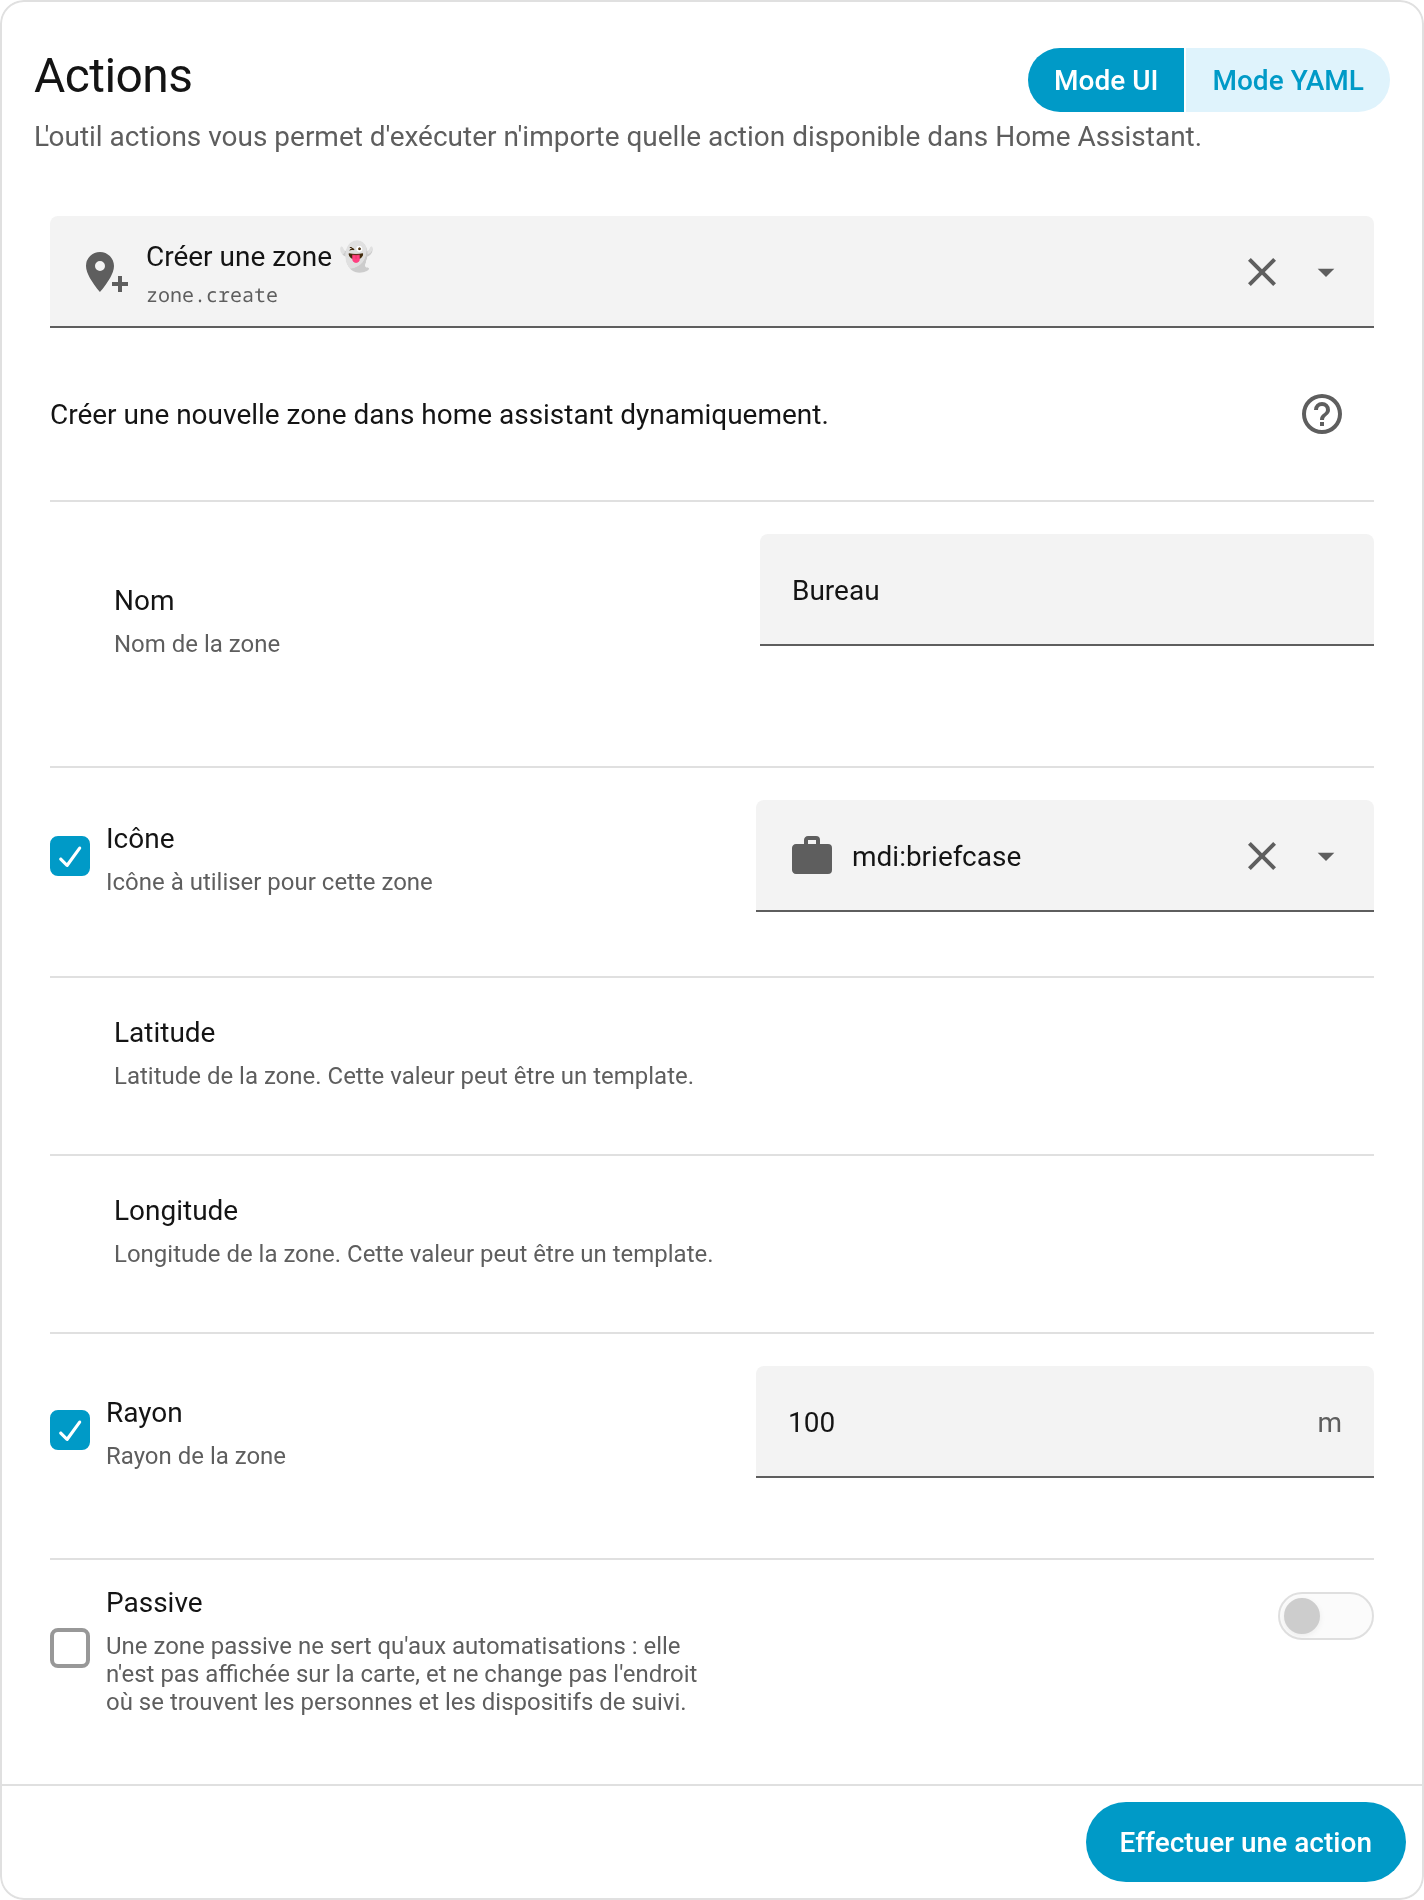 Actions
Mode UI
Mode YAML
L'outil actions vous permet d'exécuter n'importe quelle action disponible dans Home Assistant.
Créer une zone 👻
zone.create
Créer une nouvelle zone dans home assistant dynamiquement.
Nom
Nom de la zone
Bureau
Icône
Icône à utiliser pour cette zone
mdi:briefcase
Latitude
Latitude de la zone. Cette valeur peut être un template.
Longitude
Longitude de la zone. Cette valeur peut être un template.
Rayon
Rayon de la zone
100 m
Passive
Une zone passive ne sert qu'aux automatisations : elle
n'est pas affichée sur la carte, et ne change pas l'endroit
où se trouvent les personnes et les dispositifs de suivi.
Effectuer une action